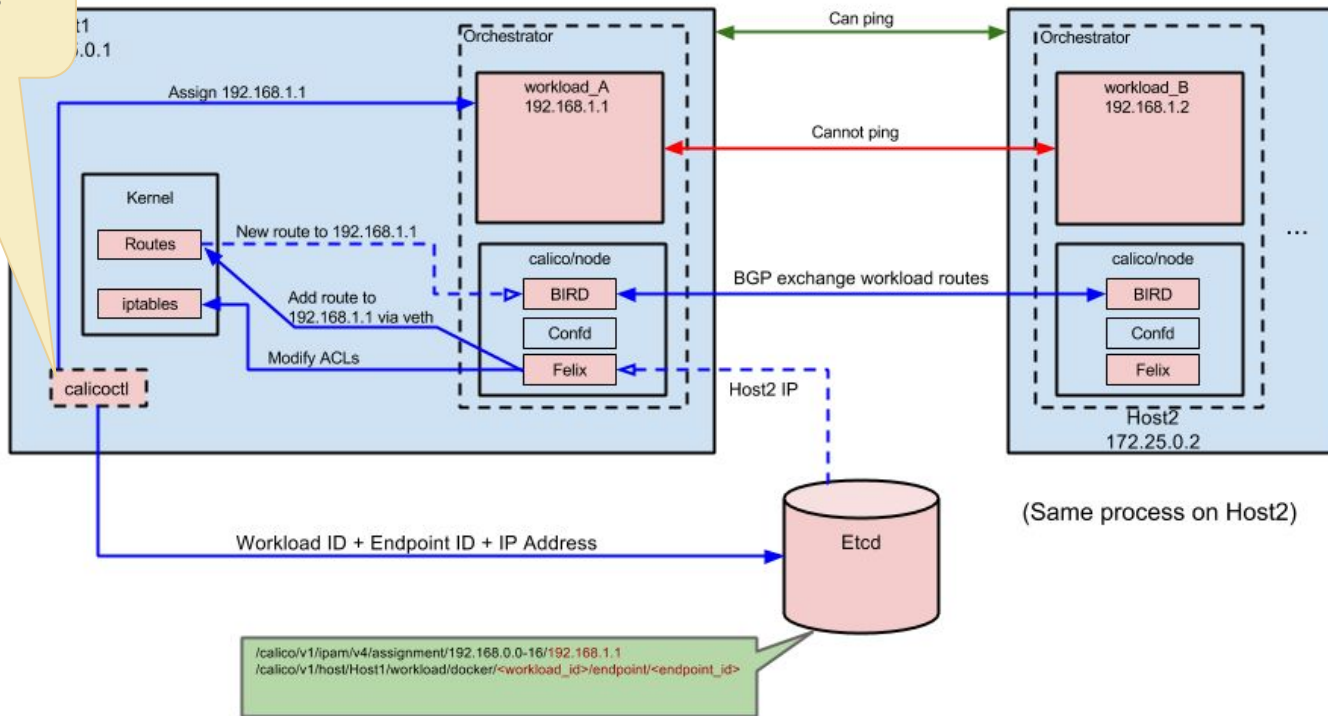 t1
5.0.1
Orchestrator
Can ping
Orchestrator
Assign 192.168.1.1
workload_A
192.168.1.1
workload_B
192.168.1.2
Cannot ping
Kernel
Routes
New route to 192.168.1.1
calico/node
BIRD
BGP exchange workload routes
calico/node
BIRD
...
iptables
Add route to
192.168.1.1 via veth
Confd
Confd
Modify ACLs
Felix
Felix
calicoctl
Host2 IP
Host2
172.25.0.2
(Same process on Host2)
Workload ID + Endpoint ID + IP Address
Etcd
/calico/v1/ipam/v4/assignment/192.168.0.0-16/192.168.1.1
/calico/v1/host/Host1/workload/docker/<workload_id>/endpoint/<endpoint_id>